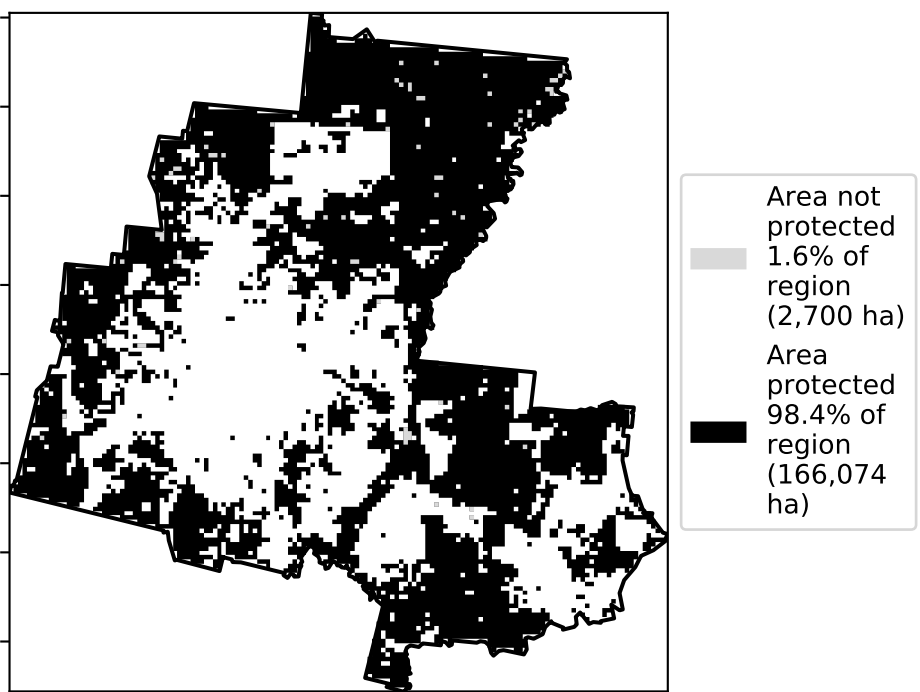 Area not
protected
1.6% of
region
(2,700 ha)
Area
protected
98.4% of
region
(166,074
ha)